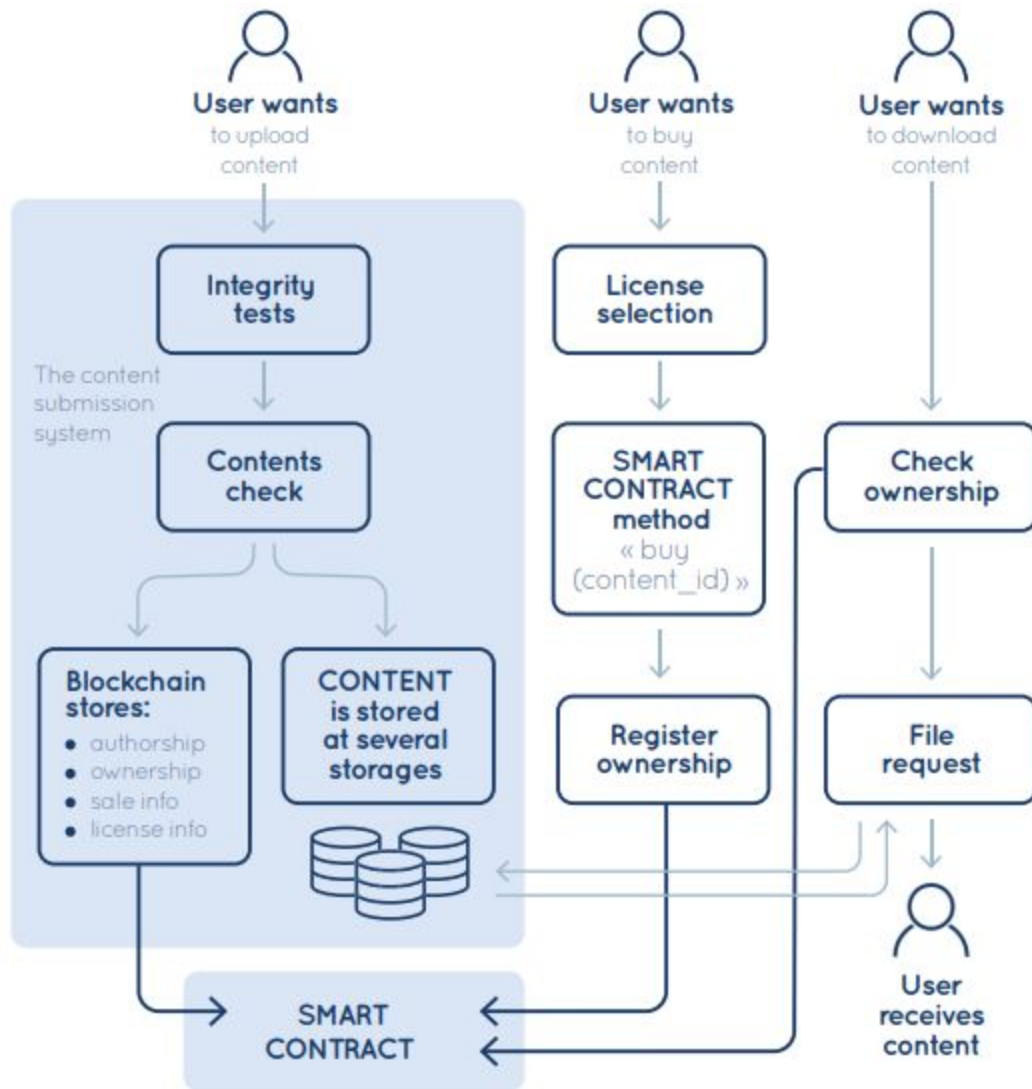 User wants
to upload
content
User wants
to buy
content
User wants
to download
content
Integrity
tests
The content
submission
system
Contents
check
Blockchain
stores:
authorship
ownership
sale info
license info
CONTENT
is stored
at several
storages
License
selection
SMART
CONTRACT
method
« buy
(content_id) »
Register
ownership
Check
ownership
File
request
User
receives
content
SMART
CONTRACT